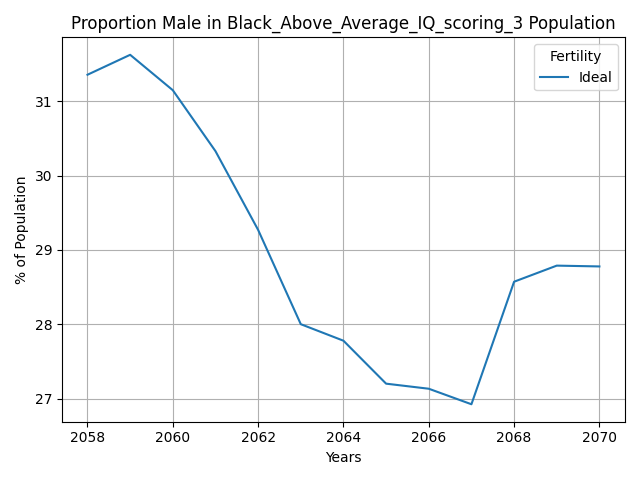 Proportion Male in Black_Above_Average_IQ_scoring_3 Population
Fertility
Ideal
% of Population
31
30
29
28
27
2058 2060 2062 2064 2066 2068 2070
Years